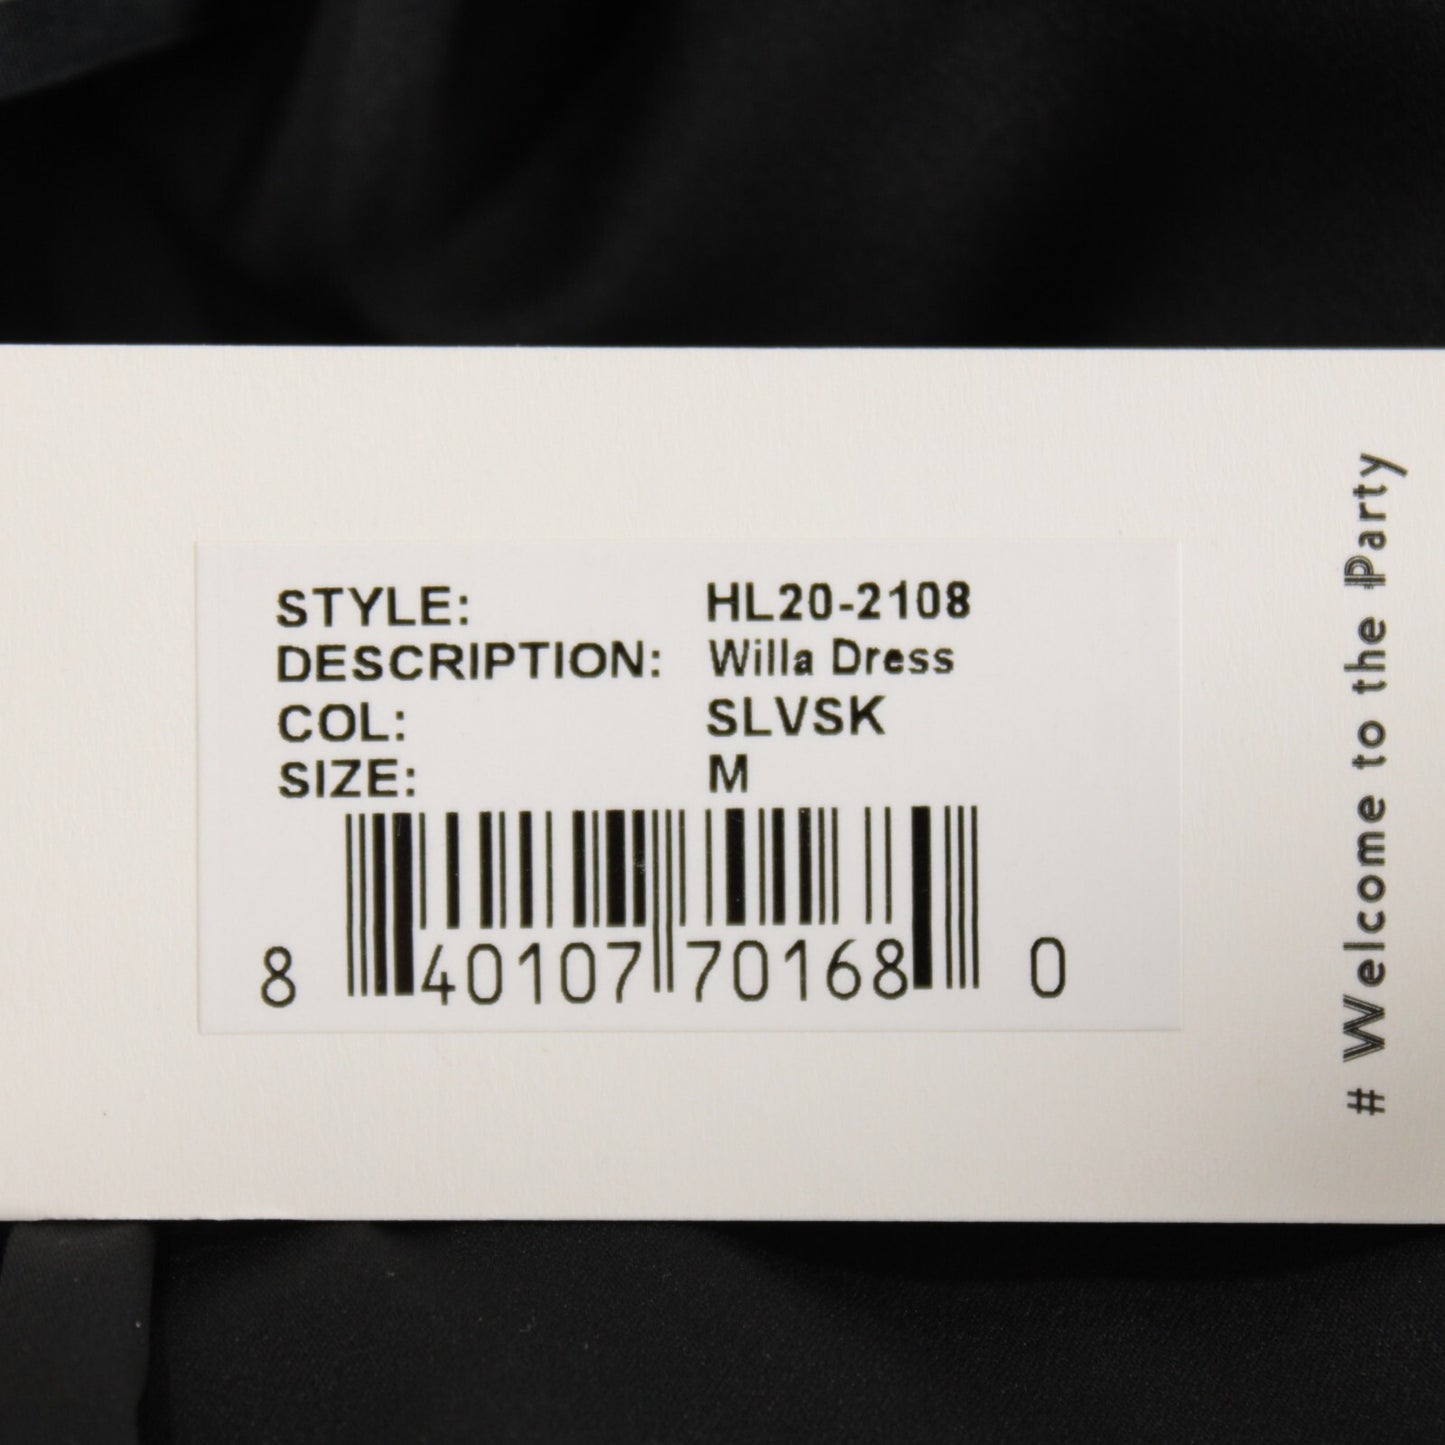 STYLE: HL20-2108
DESCRIPTION: Willa Dress
COL: SLVSK
SIZE: M
8 40107 70168 0
# Welcome to the Party